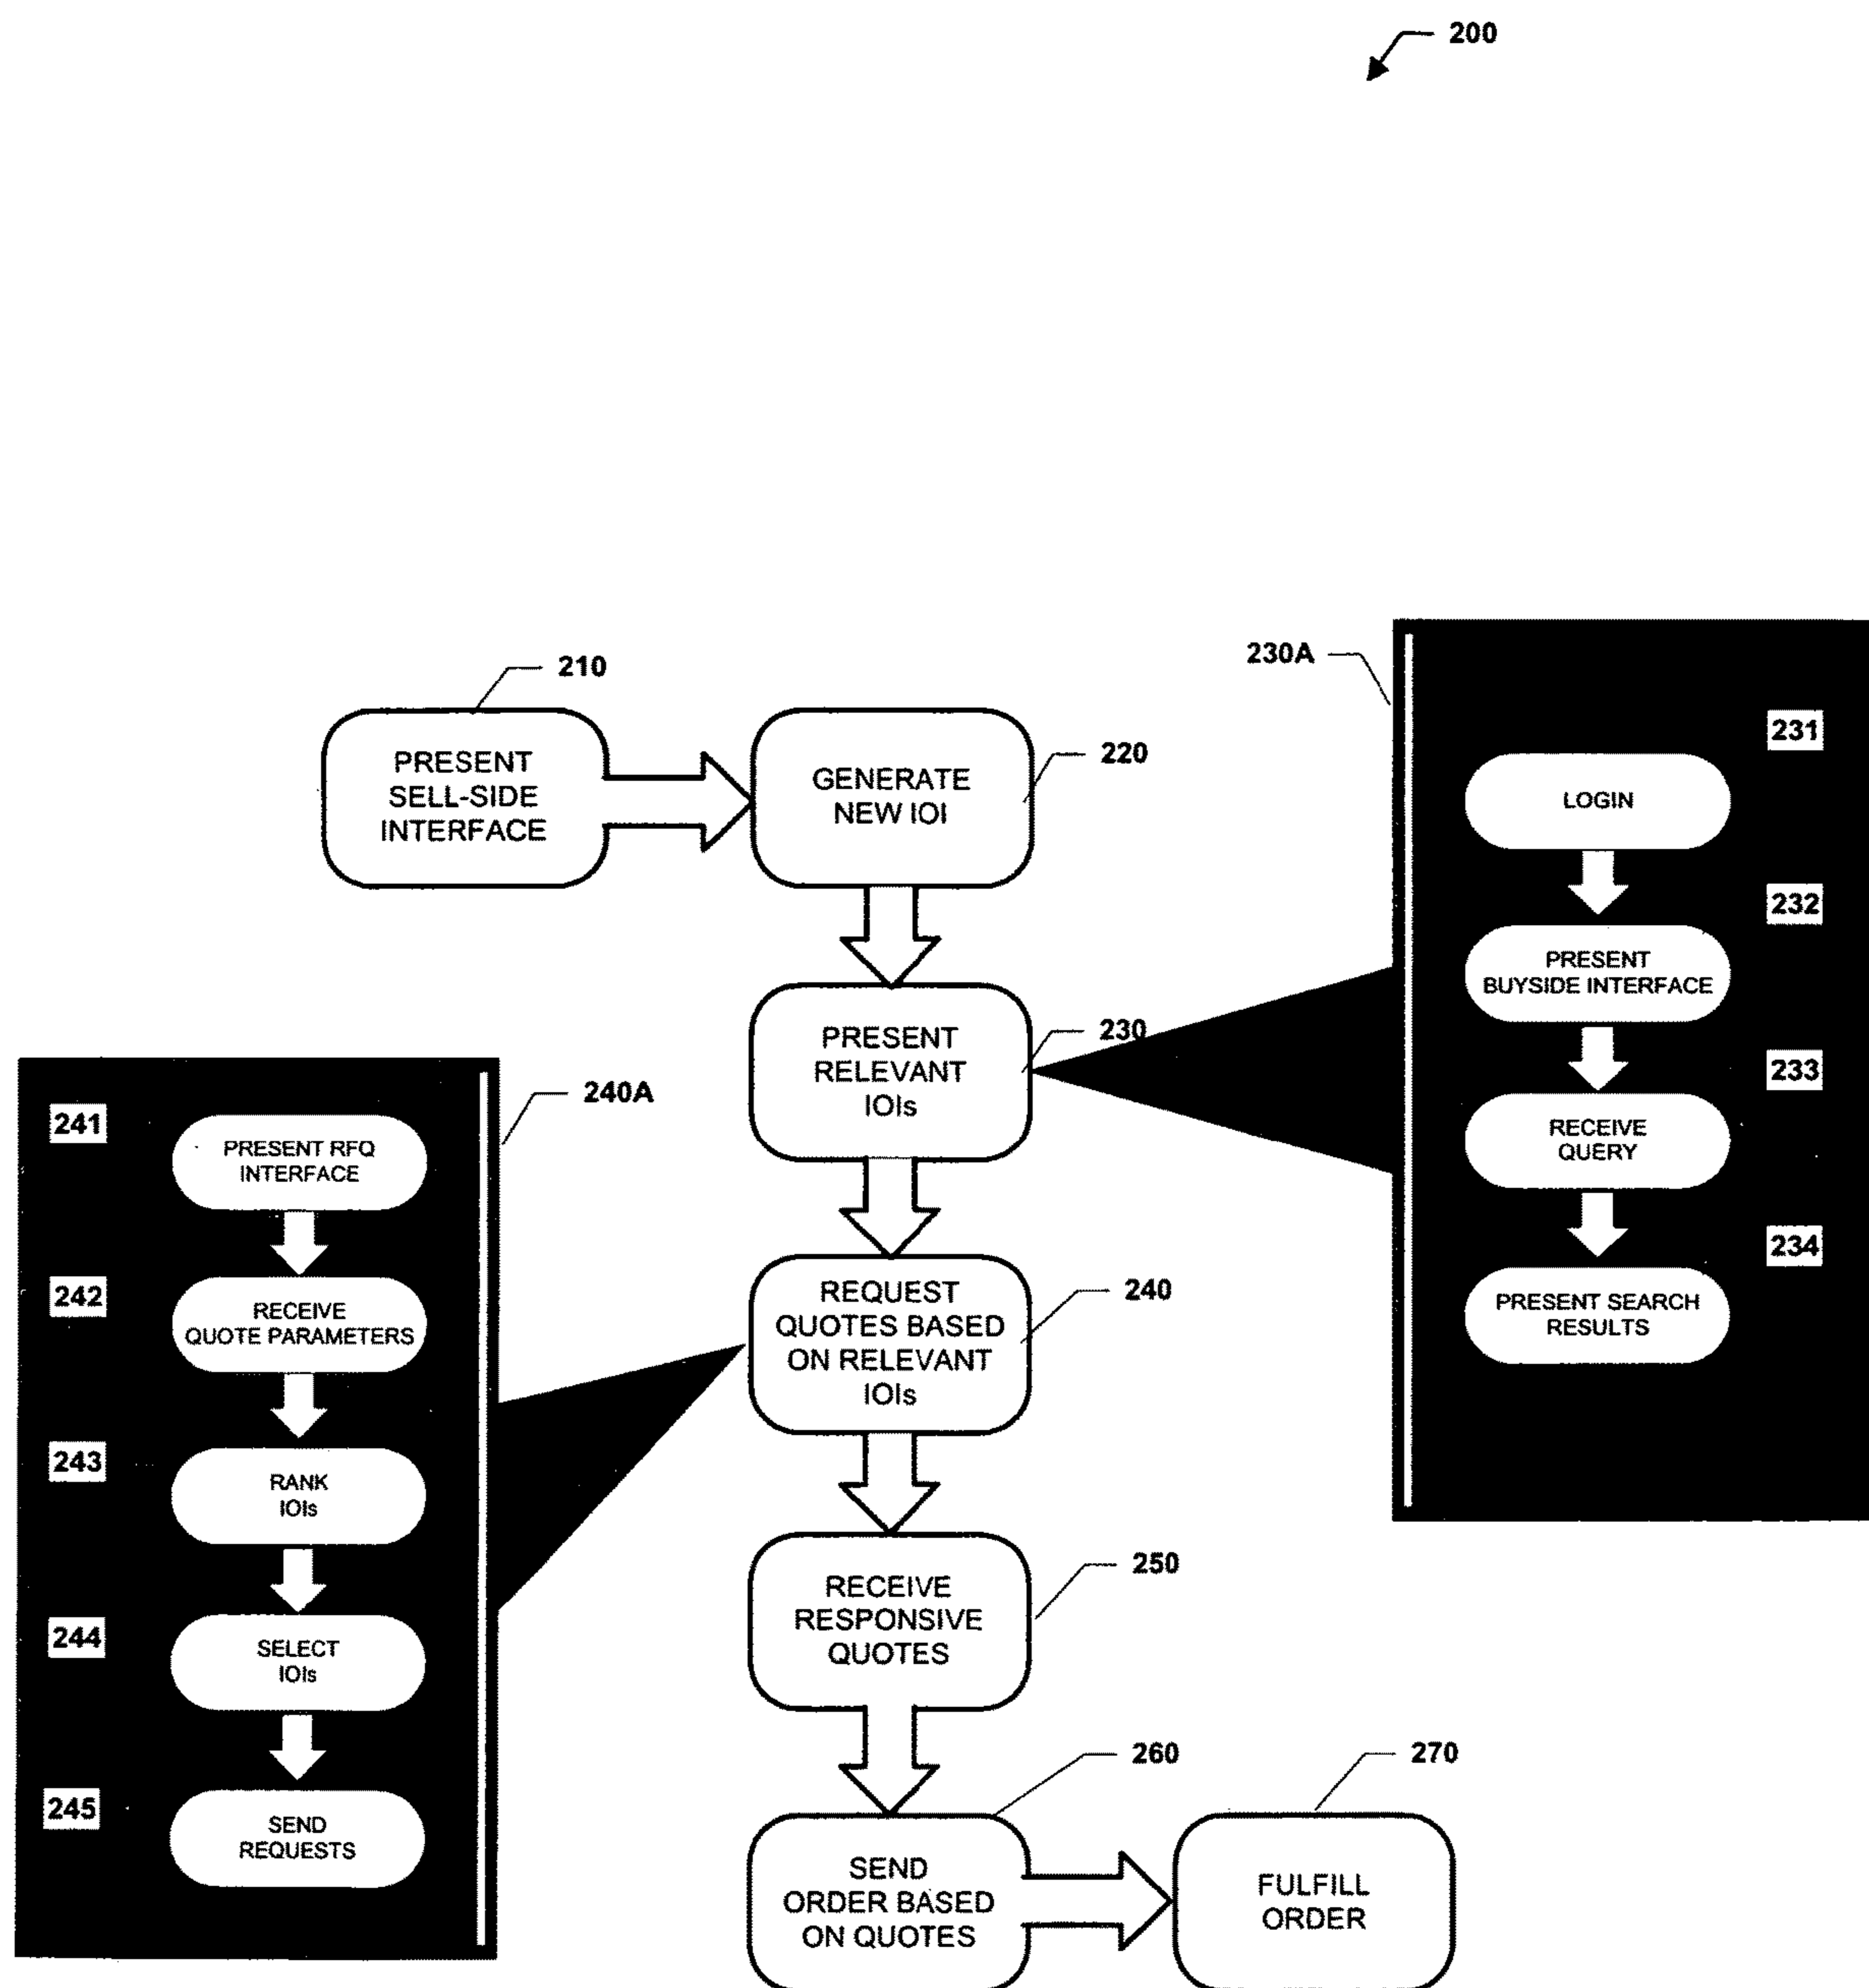 200
210
PRESENT
SELL-SIDE
INTERFACE
220
GENERATE
NEW IOI
230
PRESENT
RELEVANT
IOIs
230A
231
LOGIN
232
PRESENT
BUYSIDE INTERFACE
233
RECEIVE
QUERY
234
PRESENT SEARCH
RESULTS
240
REQUEST
QUOTES BASED
ON RELEVANT
IOIs
240A
241
PRESENT RFQ
INTERFACE
242
RECEIVE
QUOTE PARAMETERS
243
RANK
IOIs
244
SELECT
IOIs
245
SEND
REQUESTS
250
RECEIVE
RESPONSIVE
QUOTES
260
SEND
ORDER BASED
ON QUOTES
270
FULFILL
ORDER